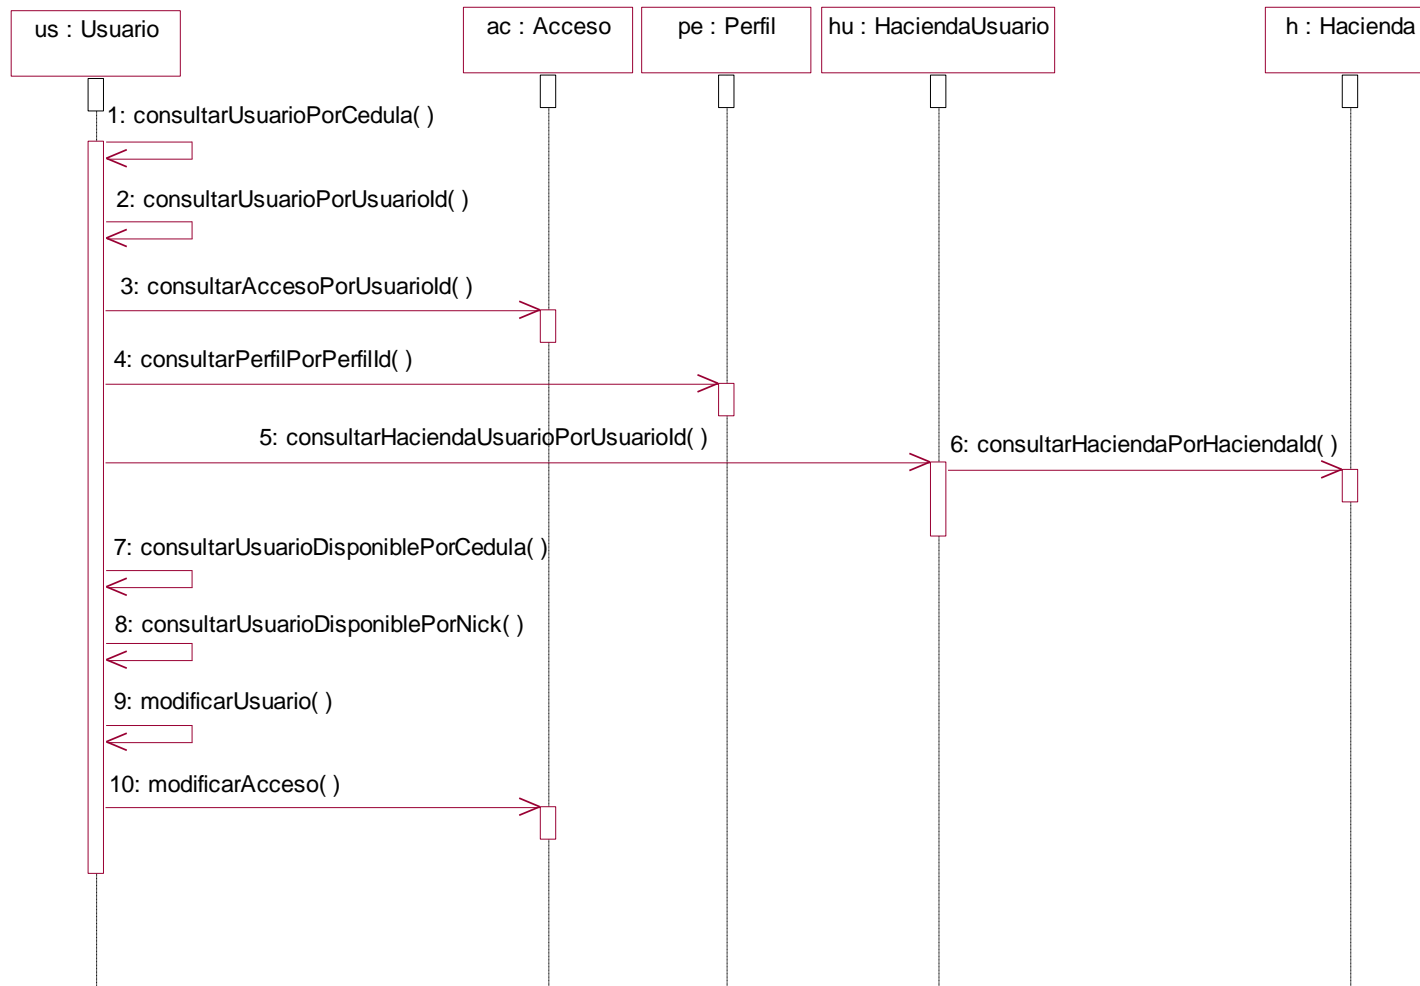 us : Usuario
ac : Acceso
pe : Perfil
hu : HaciendaUsuario
h : Hacienda
1: consultarUsuarioPorCedula( )
2: consultarUsuarioPorUsuarioId( )
3: consultarAccesoPorUsuarioId( )
4: consultarPerfilPorPerfilId( )
5: consultarHaciendaUsuarioPorUsuarioId( )
6: consultarHaciendaPorHaciendaId( )
7: consultarUsuarioDisponiblePorCedula( )
8: consultarUsuarioDisponiblePorNick( )
9: modificarUsuario( )
10: modificarAcceso( )